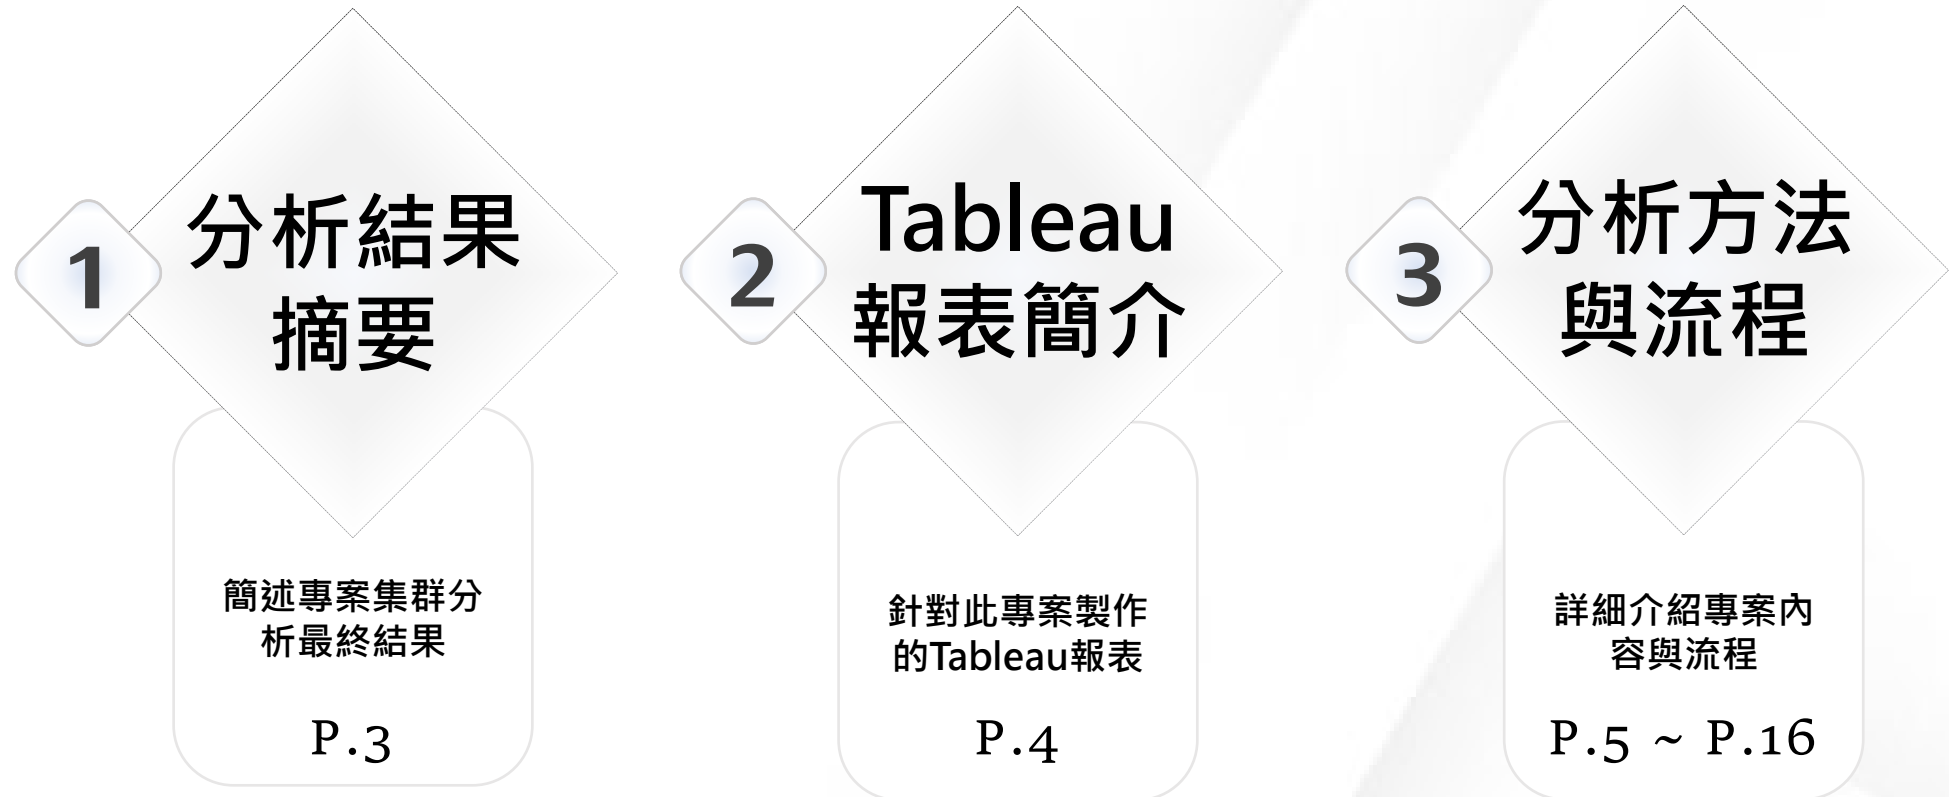 1
分析結果
摘要
簡述專案集群分
析最終結果
P.3
2
Tableau
報表簡介
針對此專案製作
的Tableau報表
P.4
3
分析方法
與流程
詳細介紹專案內
容與流程
P.5 ~ P.16